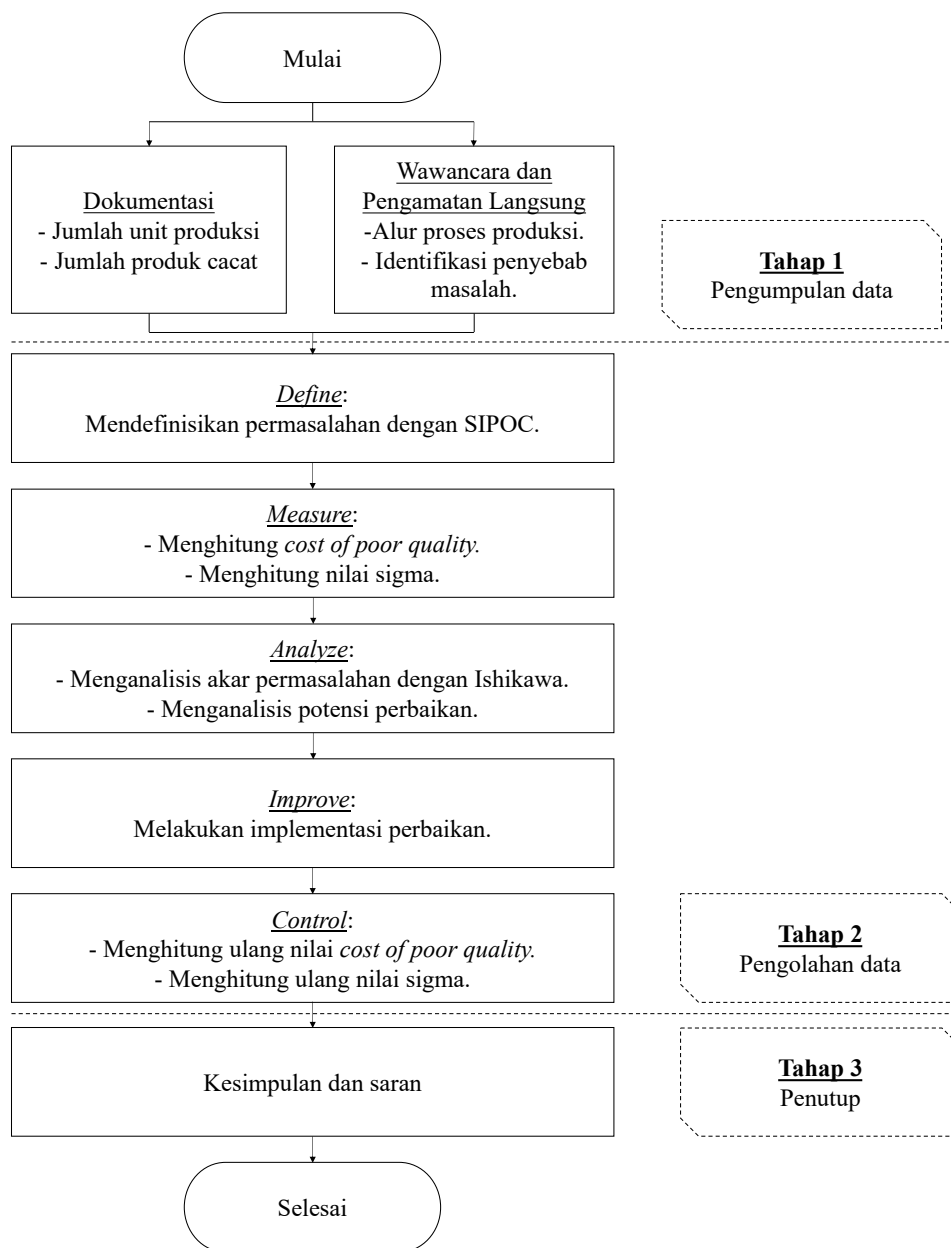 Mulai
Dokumentasi
- Jumlah unit produksi
- Jumlah produk cacat
Wawancara dan
Pengamatan Langsung
-Alur proses produksi.
- Identifikasi penyebab
masalah.
Tahap 1
Pengumpulan data
Define:
Mendefinisikan permasalahan dengan SIPOC.
Measure:
- Menghitung cost of poor quality.
- Menghitung nilai sigma.
Analyze:
- Menganalisis akar permasalahan dengan Ishikawa.
- Menganalisis potensi perbaikan.
Improve:
Melakukan implementasi perbaikan.
Control:
- Menghitung ulang nilai cost of poor quality.
- Menghitung ulang nilai sigma.
Tahap 2
Pengolahan data
Kesimpulan dan saran
Tahap 3
Penutup
Selesai